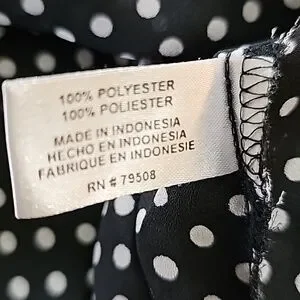 100% POLYESTER
100% POLIESTER
MADE IN INDONESIA
HECHO EN INDONESIA
FABRIQUE EN INDONESIE
RN # 79508